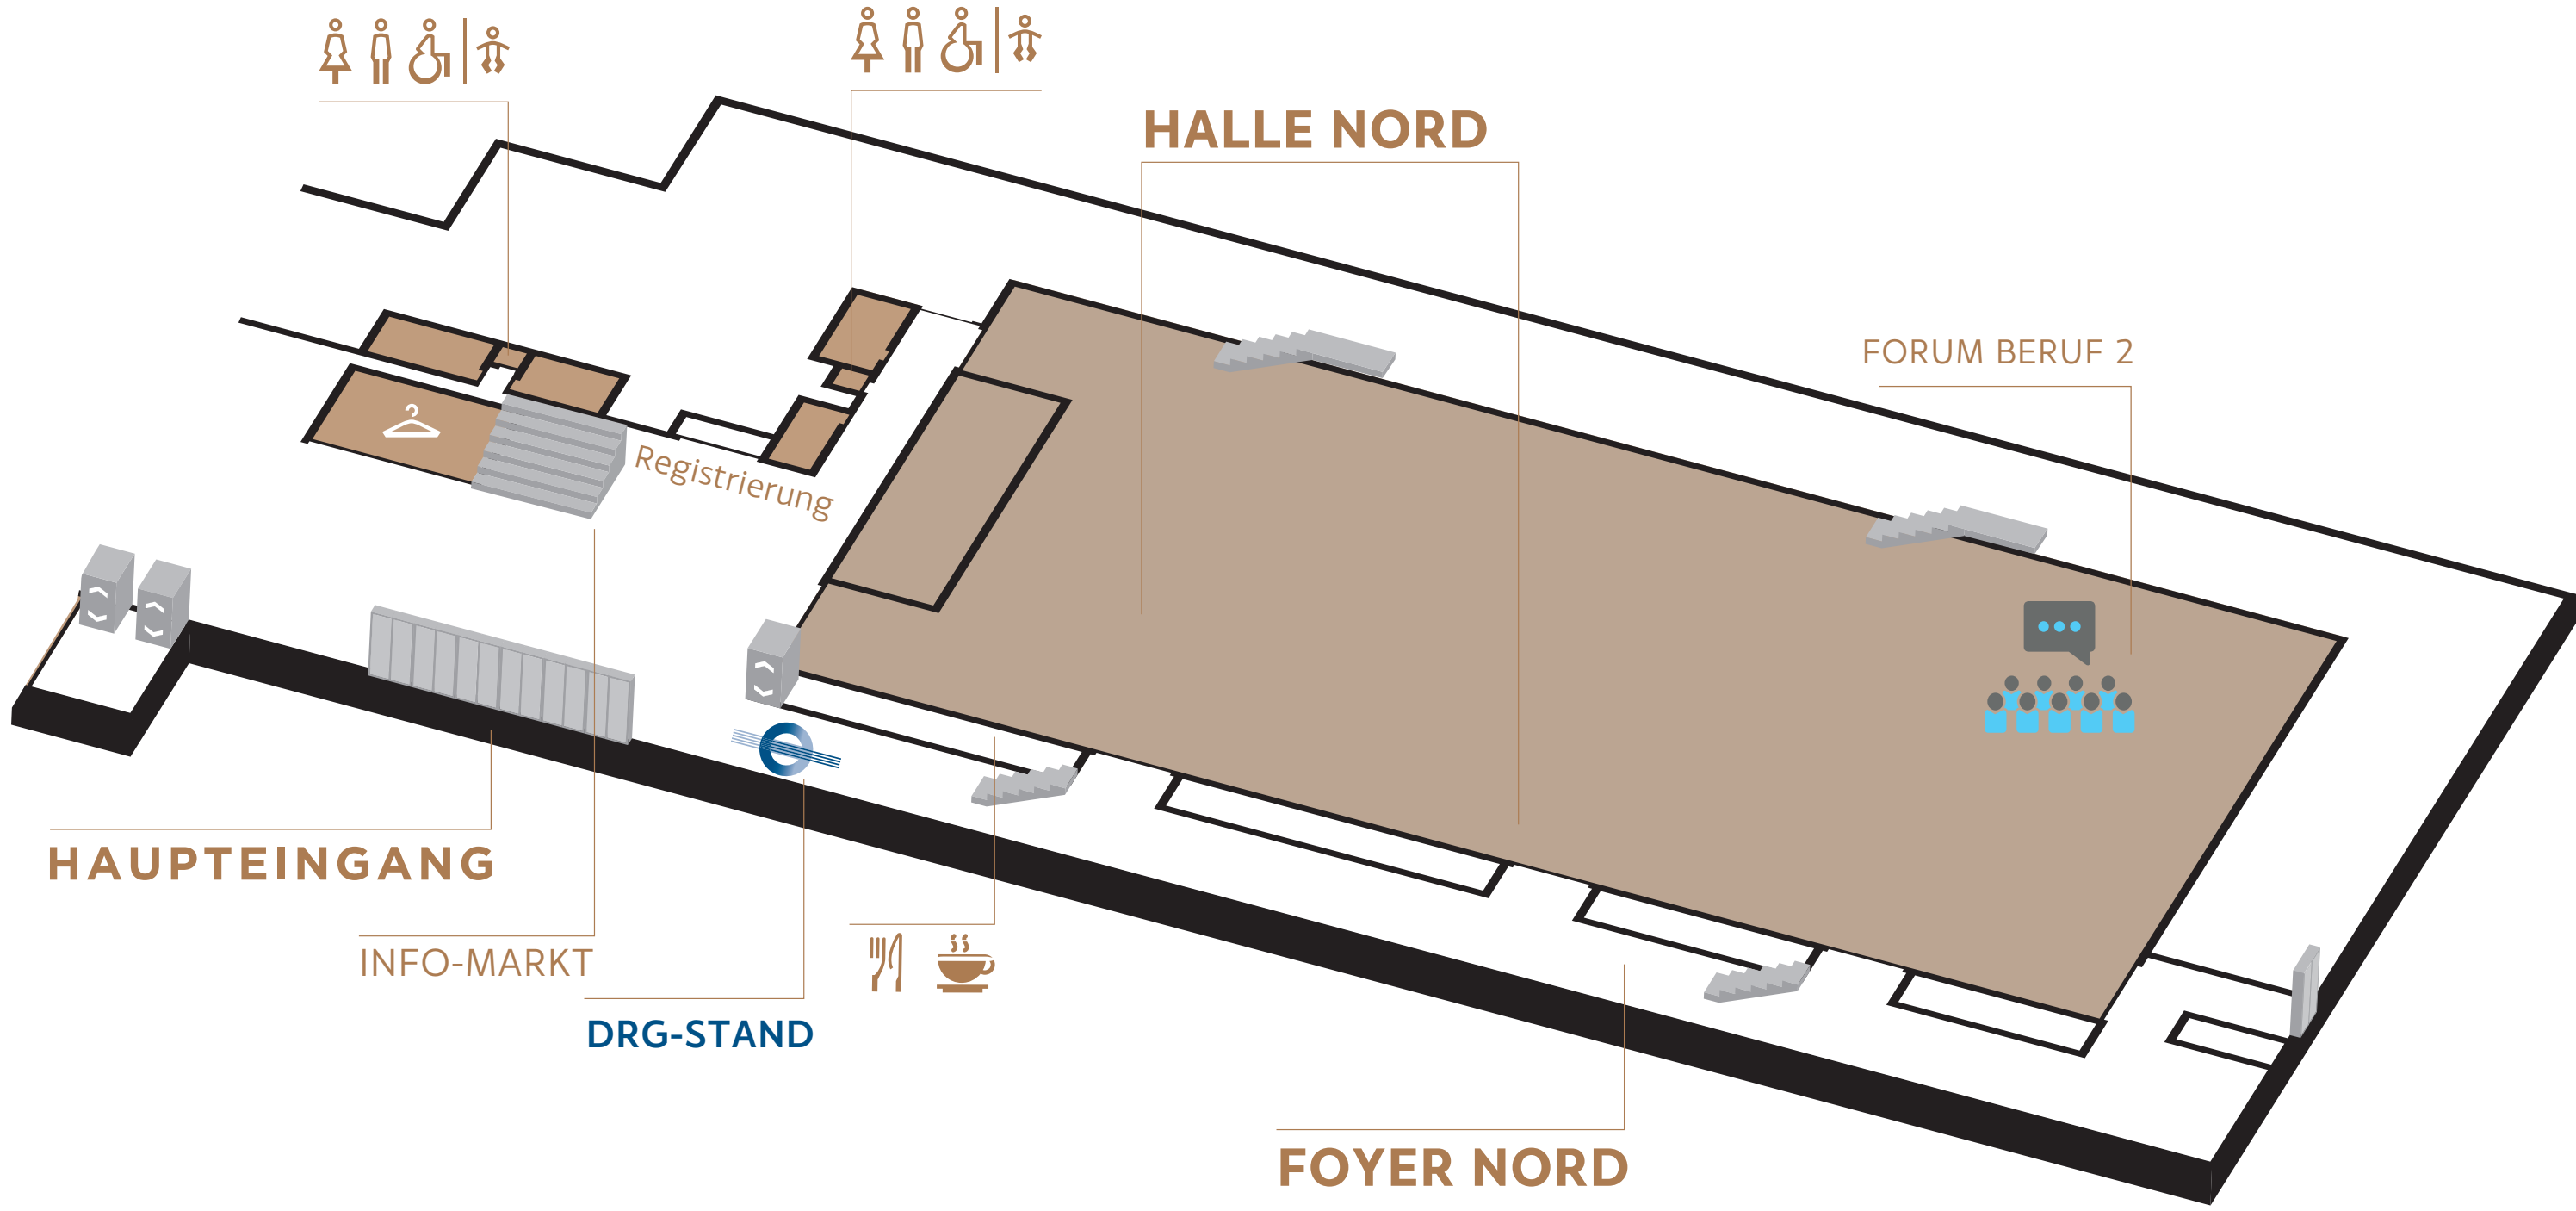 HALLE NORD
FORUM BERUF 2
Registrierung
HAUPTEINGANG
INFO-MARKT
DRG-STAND
FOYER NORD